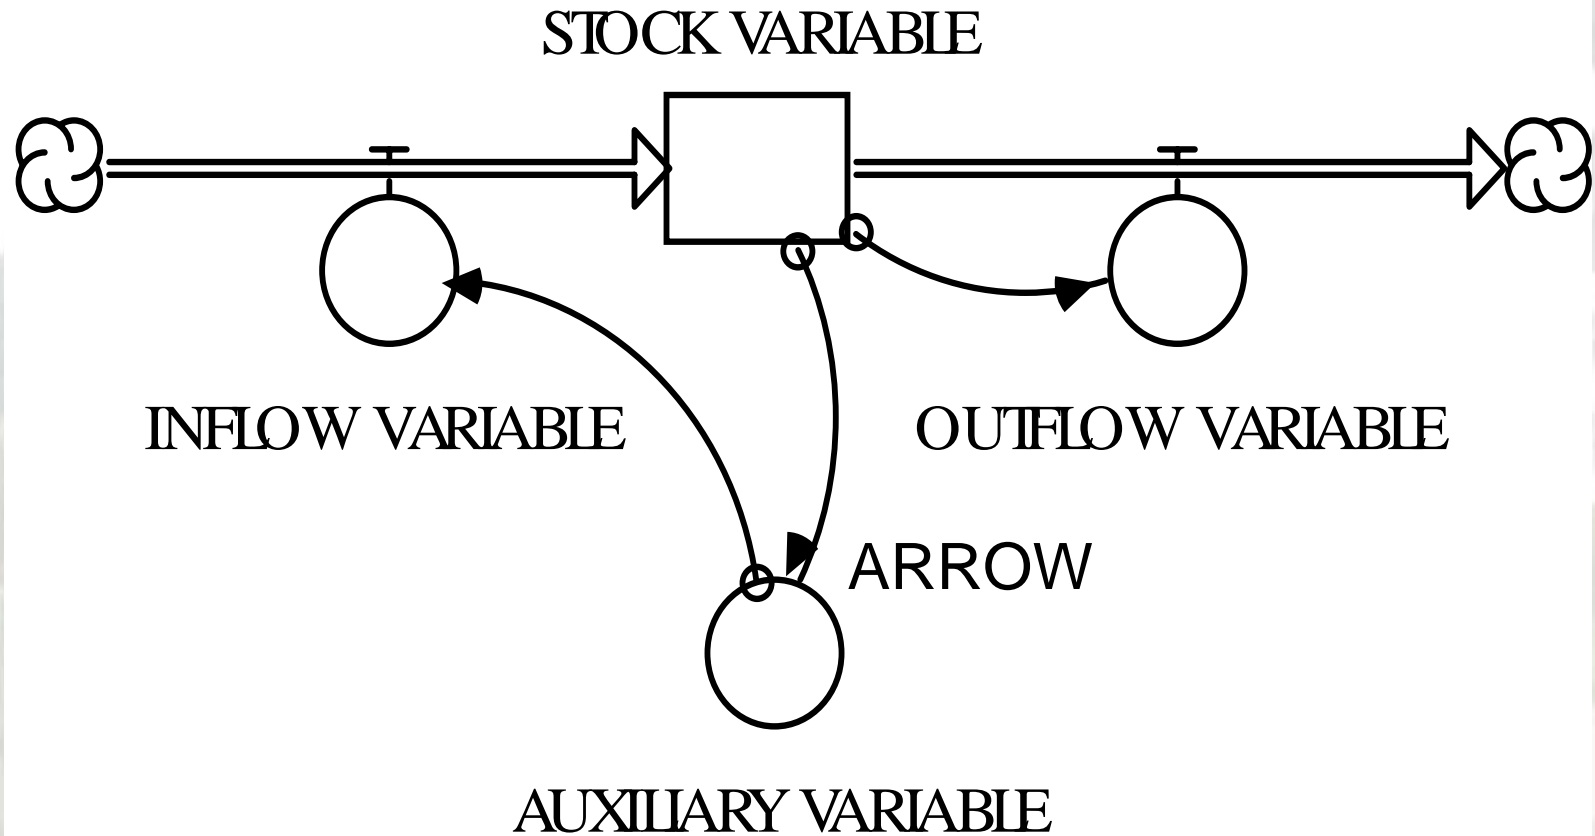 STOCK VARIABLE
INFLOW VARIABLE
OUTFLOW VARIABLE
ARROW
AUXILIARY VARIABLE